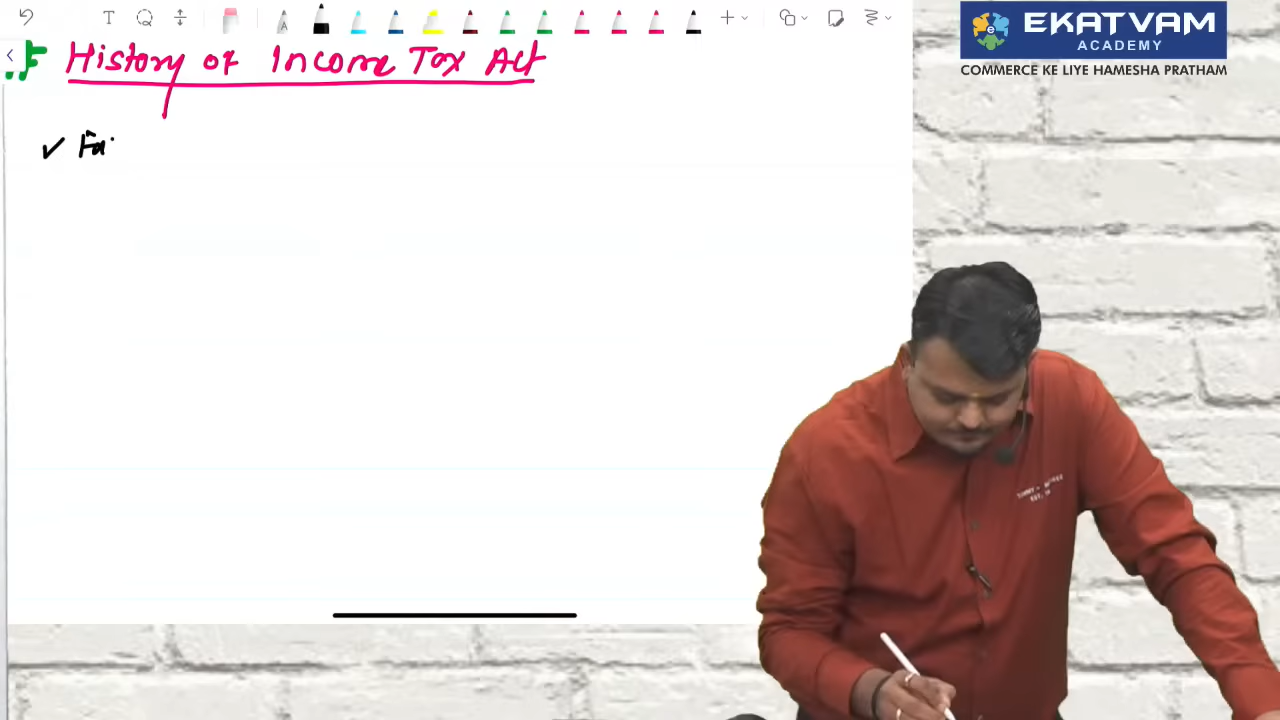 EKATVAM
ACADEMY
COMMERCE KE LIYE HAMESHA PRATHAM
History of Income Tax Act